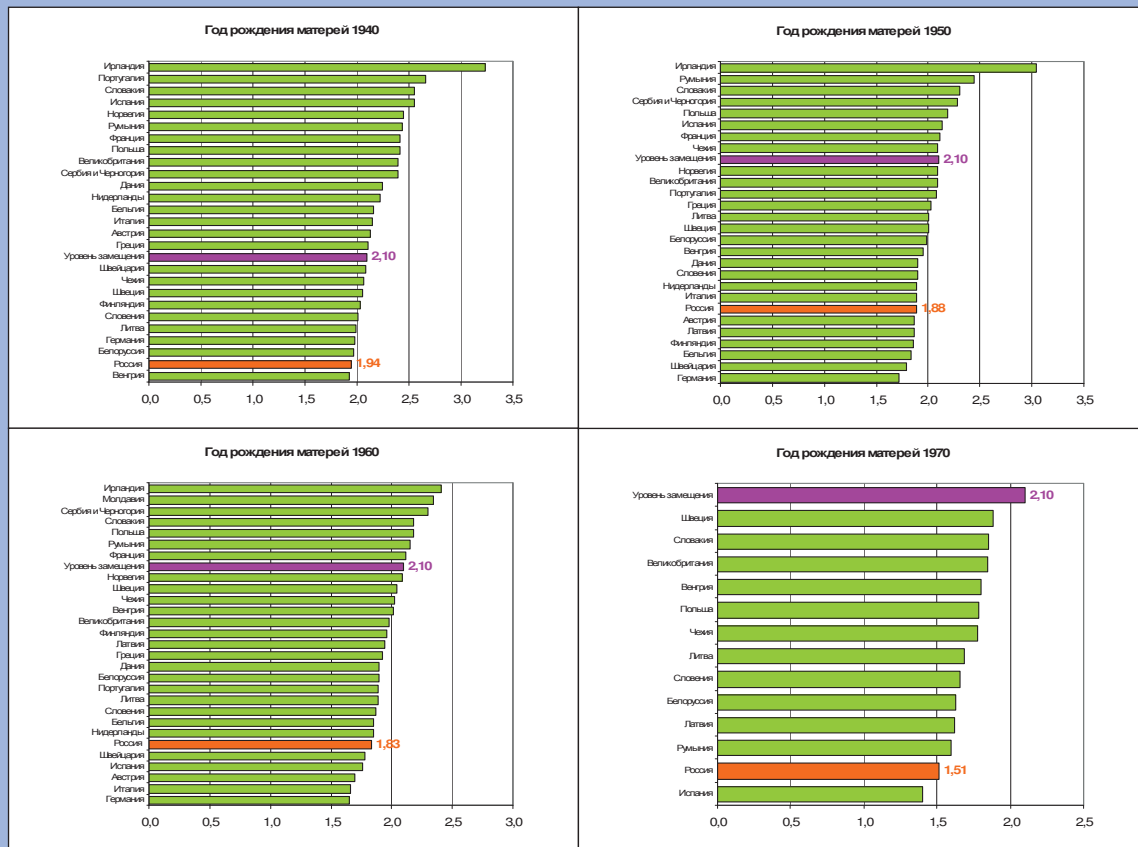 Год рождения матерей 1940
Ирландия
Португалия
Словакия
Испания
Норвегия
Румыния
Франция
Польша
Великобритания
Сербия и Черногория
Дания
Нидерланды
Бельгия
Италия
Австрия
Греция
Уровень замещения 2,10
Швейцария
Чехия
Швеция
Финляндия
Словения
Литва
Германия
Белоруссия
Россия 1,94
Венгрия
0,0 0,5 1,0 1,5 2,0 2,5 3,0 3,5
Год рождения матерей 1950
Ирландия
Румыния
Словакия
Сербия и Черногория
Польша
Испания
Франция
Чехия
Уровень замещения 2,10
Норвегия
Великобритания
Португалия
Греция
Литва
Швеция
Белоруссия
Венгрия
Дания
Словения
Нидерланды
Италия
Россия 1,88
Австрия
Латвия
Финляндия
Бельгия
Швейцария
Германия
0,0 0,5 1,0 1,5 2,0 2,5 3,0 3,5
Год рождения матерей 1960
Ирландия
Молдавия
Сербия и Черногория
Словакия
Польша
Румыния
Франция
Уровень замещения 2,10
Норвегия
Швеция
Чехия
Венгрия
Великобритания
Финляндия
Латвия
Греция
Дания
Белоруссия
Португалия
Литва
Словения
Бельгия
Нидерланды
Россия 1,83
Швейцария
Испания
Австрия
Италия
Германия
0,0 0,5 1,0 1,5 2,0 2,5 3,0
Год рождения матерей 1970
Уровень замещения 2,10
Швеция
Словакия
Великобритания
Венгрия
Польша
Чехия
Литва
Словения
Белоруссия
Латвия
Румыния
Россия 1,51
Испания
0,0 0,5 1,0 1,5 2,0 2,5